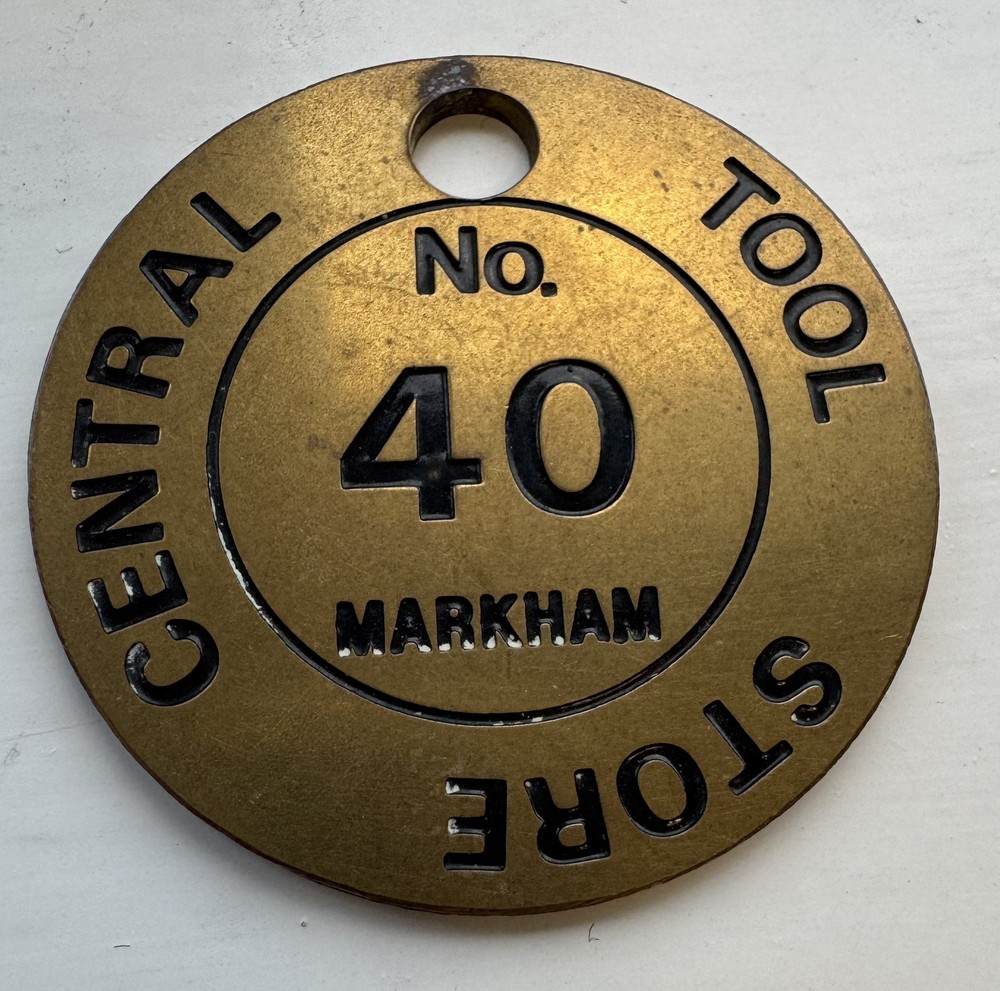 CENTRAL TOOL STORE
No.
40
MARKHAM